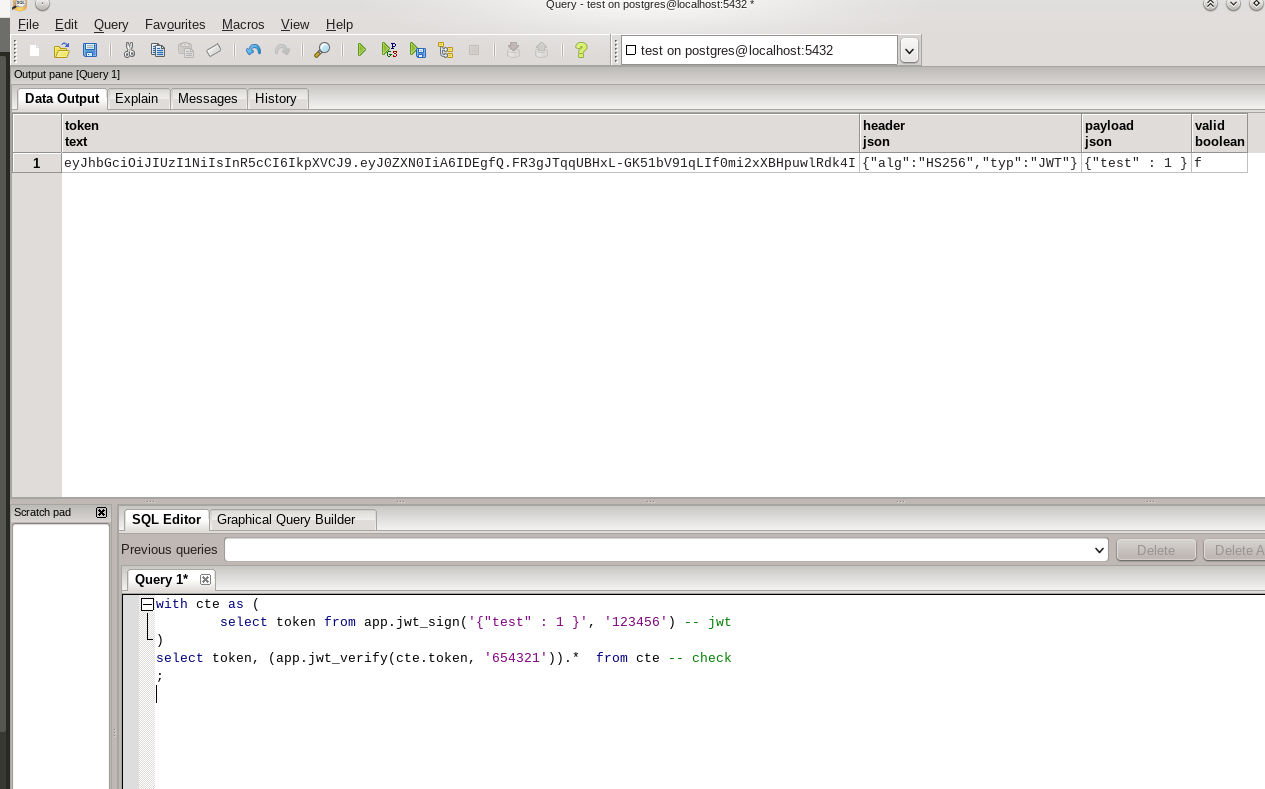 Query - test on postgres@localhost:5432 *
File Edit Query Favourites Macros View Help
test on postgres@localhost:5432
Output pane [Query 1]
Data Output Explain Messages History
token header payload valid
text json json boolean
1 eyJhbGciOiJIUzI1NiIsInR5cCI6IkpXVCJ9.eyJ0ZXN0IiA6IDEgfQ.FR3gJTqqUBHxL-GK51bV91qLIf0mi2xXBHpuwlRdk4I {"alg":"HS256","typ":"JWT"} {"test" : 1 } f
Scratch pad
SQL Editor Graphical Query Builder
Previous queries Delete Delete A
Query 1*
with cte as (
select token from app.jwt_sign('{"test" : 1 }', '123456') -- jwt
)
select token, (app.jwt_verify(cte.token, '654321')).* from cte -- check
;